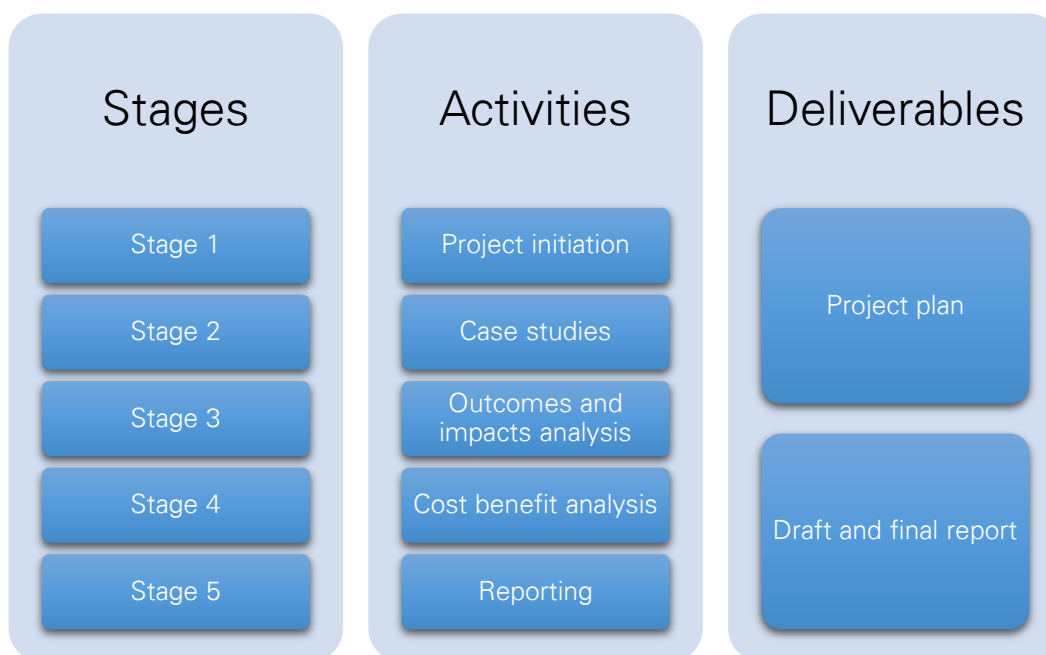 Stages
Stage 1
Stage 2
Stage 3
Stage 4
Stage 5
Activities
Project initiation
Case studies
Outcomes and
impacts analysis
Cost benefit analysis
Reporting
Deliverables
Project plan
Draft and final report